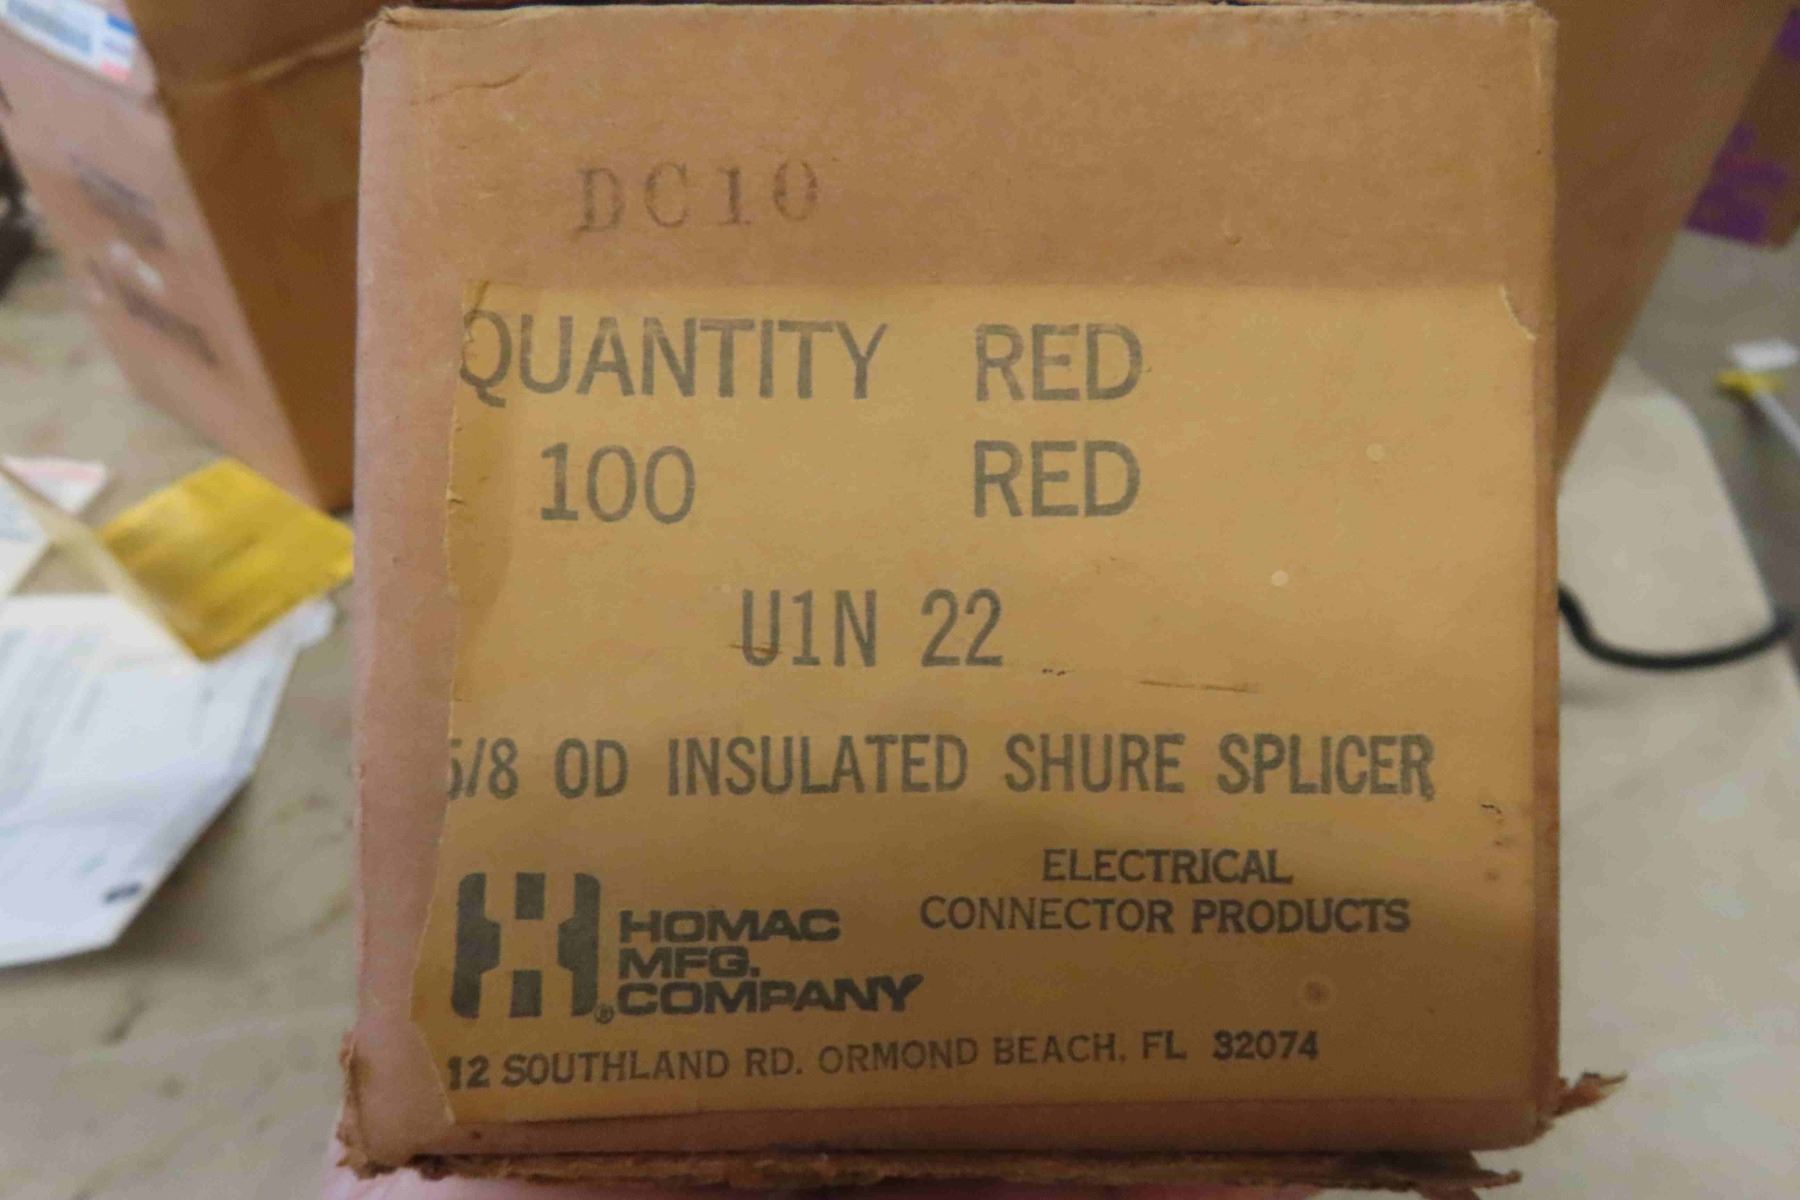 DC10
QUANTITY RED
100 RED
U1N 22
5/8 OD INSULATED SHURE SPLICER
ELECTRICAL
CONNECTOR PRODUCTS
HOMAC
MFG.
®COMPANY
12 SOUTHLAND RD. ORMOND BEACH, FL 32074